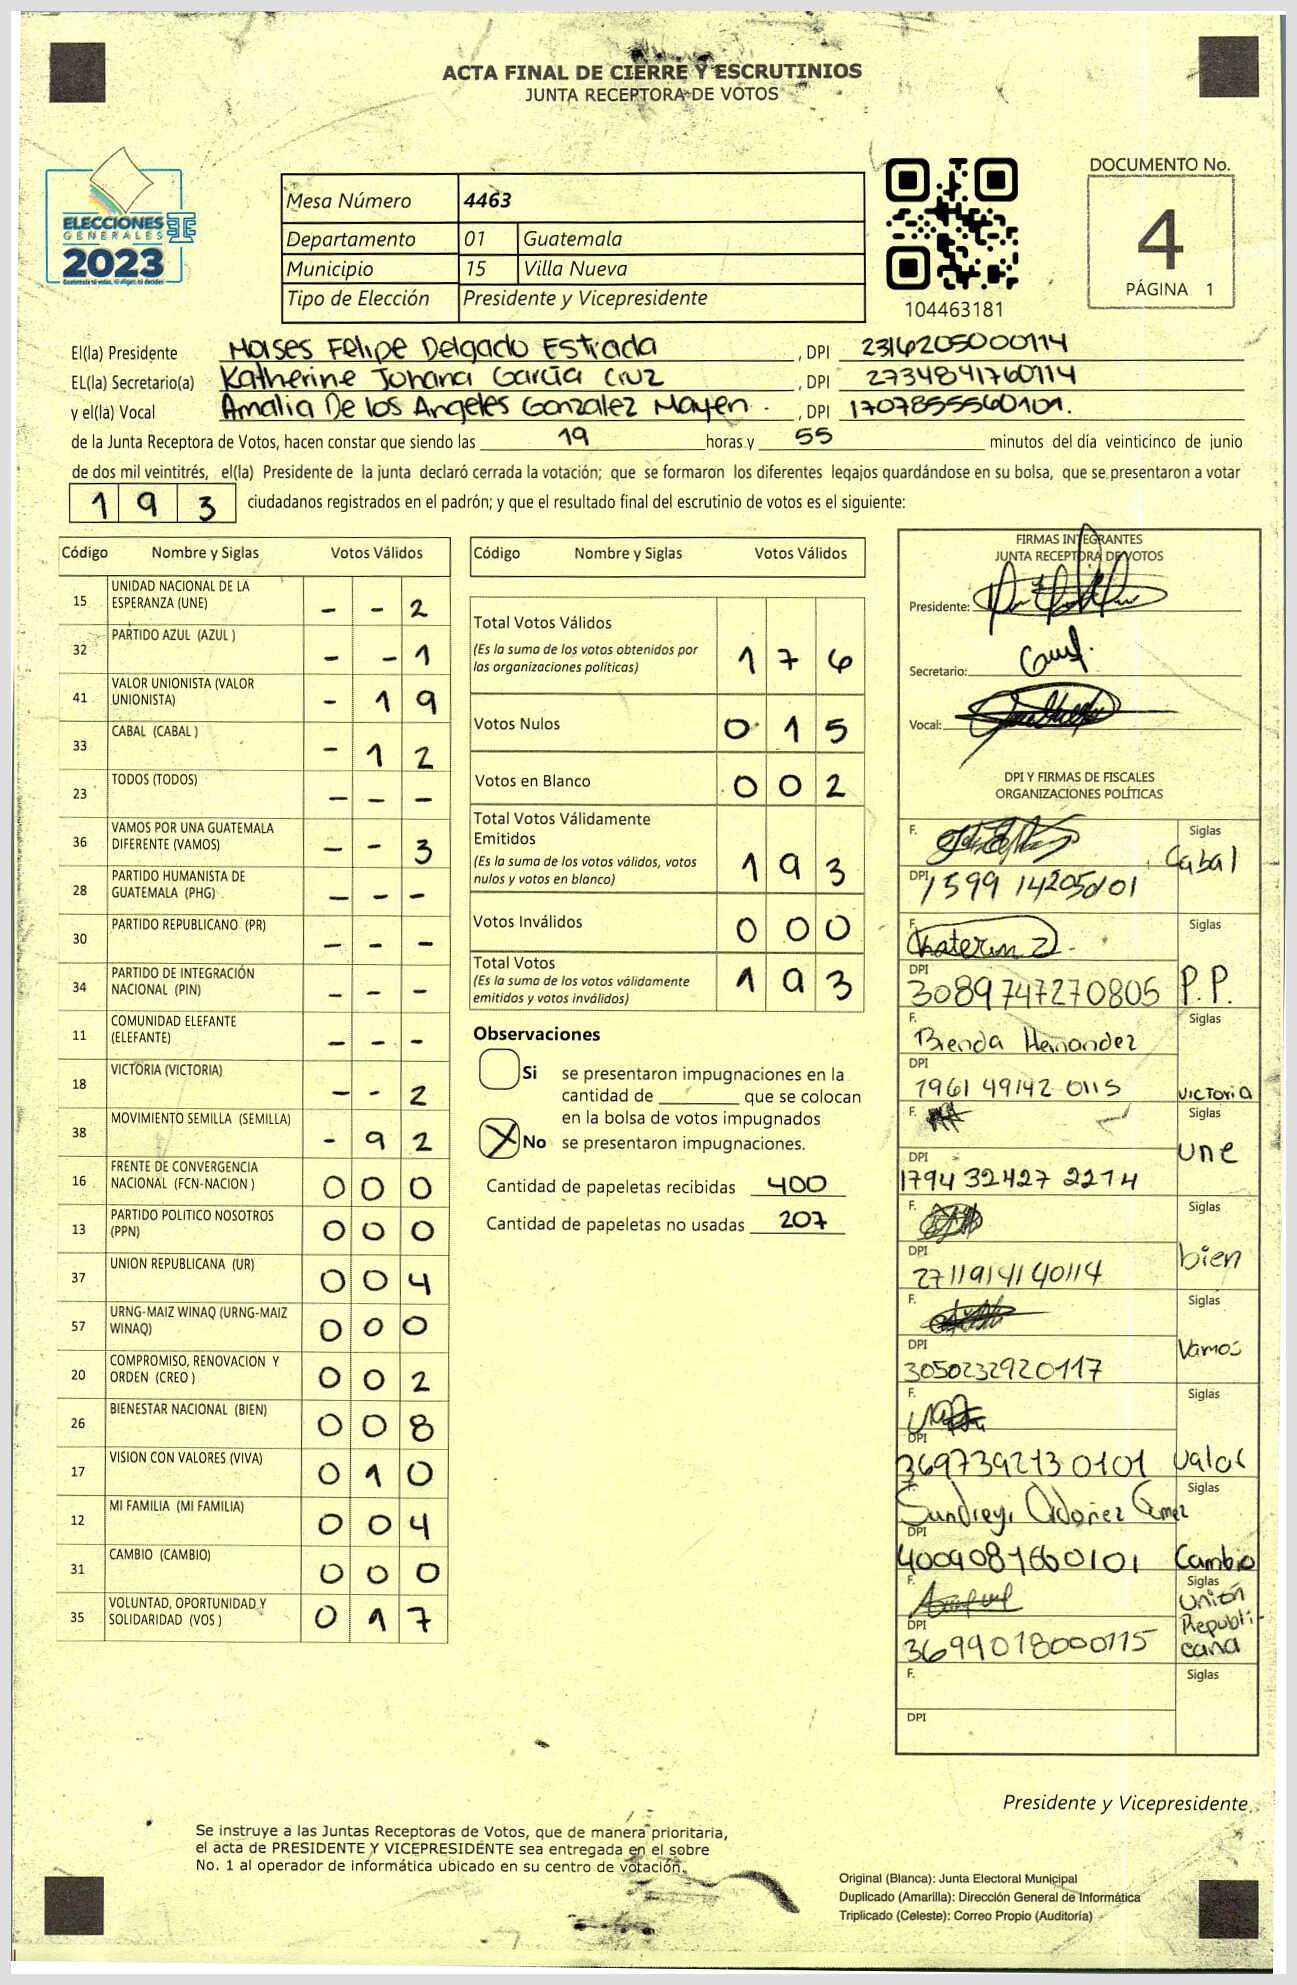 ACTA FINAL DE CIERRE Y ESCRUTINIOS
JUNTA RECEPTORA DE VOTOS
ELECCIONES
GENERALES
2023
Mesa Número 4463
Departamento 01 Guatemala
Municipio 15 Villa Nueva
Tipo de Elección Presidente y Vicepresidente
104463181
DOCUMENTO No.
4
PÁGINA 1
El(la) Presidente Moises Felipe Delgado Estrada , DPI 2316205000114
EL(la) Secretario(a) Katherine Johana García Cruz , DPI 2734841760114
y el(la) Vocal Amalia De los Angeles Gonzalez Mayen. , DPI 1707855560101.
de la Junta Receptora de Votos, hacen constar que siendo las 19 horas y 55 minutos del día veinticinco de junio
de dos mil veintitrés, el(la) Presidente de la junta declaró cerrada la votación; que se formaron los diferentes legajos guardándose en su bolsa, que se presentaron a votar
193 ciudadanos registrados en el padrón; y que el resultado final del escrutinio de votos es el siguiente:
Código Nombre y Siglas Votos Válidos
15 UNIDAD NACIONAL DE LA ESPERANZA (UNE) - - 2
32 PARTIDO AZUL (AZUL ) - - 1
41 VALOR UNIONISTA (VALOR UNIONISTA) - 1 9
33 CABAL (CABAL ) - 1 2
23 TODOS (TODOS) - - -
36 VAMOS POR UNA GUATEMALA DIFERENTE (VAMOS) - - 3
28 PARTIDO HUMANISTA DE GUATEMALA (PHG) - - -
30 PARTIDO REPUBLICANO (PR) - - -
34 PARTIDO DE INTEGRACIÓN NACIONAL (PIN) - - -
11 COMUNIDAD ELEFANTE (ELEFANTE) - - -
18 VICTORIA (VICTORIA) - - 2
38 MOVIMIENTO SEMILLA (SEMILLA) - 9 2
16 FRENTE DE CONVERGENCIA NACIONAL (FCN-NACION ) 0 0 0
13 PARTIDO POLITICO NOSOTROS (PPN) 0 0 0
37 UNION REPUBLICANA (UR) 0 0 4
57 URNG-MAIZ WINAQ (URNG-MAIZ WINAQ) 0 0 0
20 COMPROMISO, RENOVACION Y ORDEN (CREO ) 0 0 2
26 BIENESTAR NACIONAL (BIEN) 0 0 8
17 VISION CON VALORES (VIVA) 0 1 0
12 MI FAMILIA (MI FAMILIA) 0 0 4
31 CAMBIO (CAMBIO) 0 0 0
35 VOLUNTAD, OPORTUNIDAD Y SOLIDARIDAD (VOS ) 0 1 7
Código Nombre y Siglas Votos Válidos
Total Votos Válidos
(Es la suma de los votos obtenidos por
las organizaciones políticas) 1 7 6
Votos Nulos 0 1 5
Votos en Blanco 0 0 2
Total Votos Válidamente
Emitidos
(Es la suma de los votos válidos, votos
nulos y votos en blanco) 1 9 3
Votos Inválidos 0 0 0
Total Votos
(Es la suma de los votos válidamente
emitidos y votos inválidos) 1 9 3
Observaciones
Si se presentaron impugnaciones en la
cantidad de ________ que se colocan
en la bolsa de votos impugnados
X No se presentaron impugnaciones.
Cantidad de papeletas recibidas 400
Cantidad de papeletas no usadas 207
FIRMAS INTEGRANTES
JUNTA RECEPTORA DE VOTOS
Presidente:
Secretario:
Vocal:
DPI Y FIRMAS DE FISCALES
ORGANIZACIONES POLÍTICAS
F. Siglas Cabal
DPI 1599 14205 0101
F. Katerin Siglas P.P.
DPI 3089747270805
F. Brenda Hernandez Siglas Victoria
DPI 7961 49142 0115
F. Siglas une
DPI 1794 32427 2214
F. Siglas bien
DPI 2711914140114
F. Siglas Vamos
DPI 3050232920117
F. Siglas Valor
DPI 369739213 0101
F. Ordoñez Gomez Siglas Cambio
DPI 4009081660101
F. Siglas Unión
Republi-
cana
DPI 3699018000115
F. Siglas
DPI
Presidente y Vicepresidente
Se instruye a las Juntas Receptoras de Votos, que de manera prioritaria,
el acta de PRESIDENTE Y VICEPRESIDENTE sea entregada en el sobre
No. 1 al operador de informática ubicado en su centro de votación.
Original (Blanca): Junta Electoral Municipal
Duplicado (Amarilla): Dirección General de Informática
Triplicado (Celeste): Correo Propio (Auditoría)